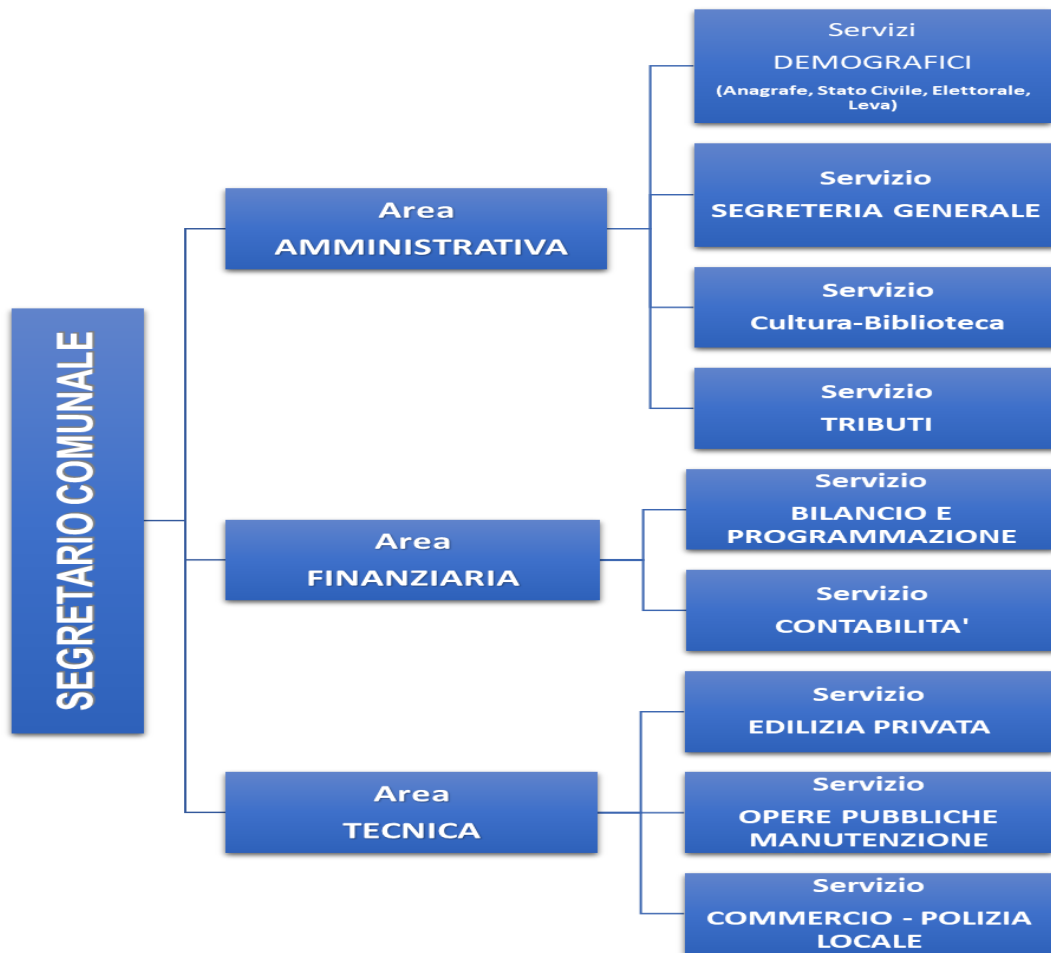 SEGRETARIO COMUNALE
Area
AMMINISTRATIVA
Servizi
DEMOGRAFICI
(Anagrafe, Stato Civile, Elettorale,
Leva)
Servizio
SEGRETERIA GENERALE
Servizio
Cultura-Biblioteca
Servizio
TRIBUTI
Area
FINANZIARIA
Servizio
BILANCIO E
PROGRAMMAZIONE
Servizio
CONTABILITA'
Area
TECNICA
Servizio
EDILIZIA PRIVATA
Servizio
OPERE PUBBLICHE
MANUTENZIONE
Servizio
COMMERCIO - POLIZIA
LOCALE